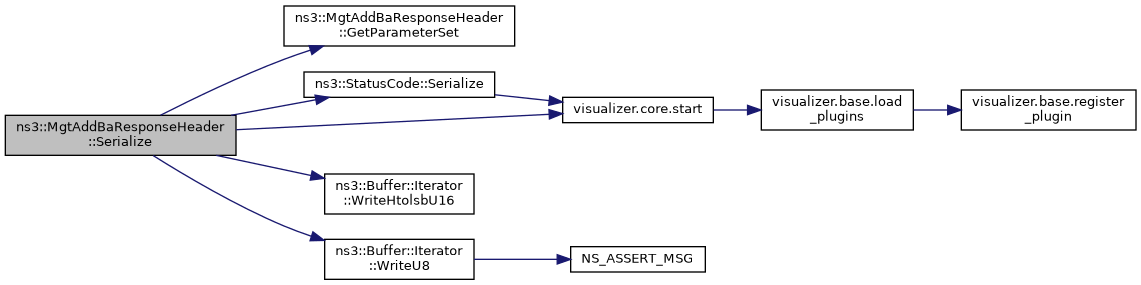 ns3::MgtAddBaResponseHeader
::GetParameterSet
ns3::StatusCode::Serialize
visualizer.base.load
_plugins
visualizer.base.register
_plugin
visualizer.core.start
ns3::MgtAddBaResponseHeader
::Serialize
ns3::Buffer::Iterator
::WriteHtolsbU16
ns3::Buffer::Iterator
::WriteU8
NS_ASSERT_MSG